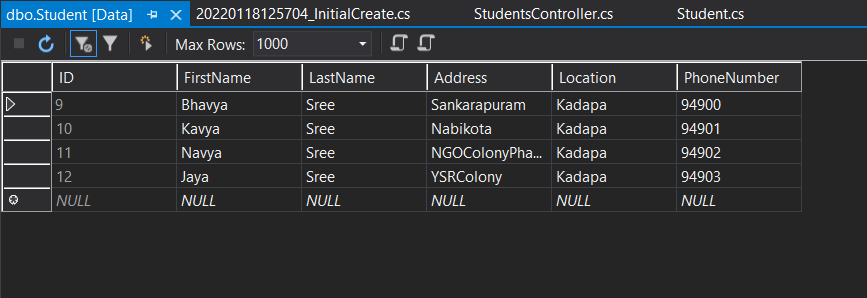 dbo.Student [Data] 20220118125704_InitialCreate.cs StudentsController.cs Student.cs
Max Rows: 1000
ID FirstName LastName Address Location PhoneNumber
9 Bhavya Sree Sankarapuram Kadapa 94900
10 Kavya Sree Nabikota Kadapa 94901
11 Navya Sree NGOColonyPha... Kadapa 94902
12 Jaya Sree YSRColony Kadapa 94903
NULL NULL NULL NULL NULL NULL